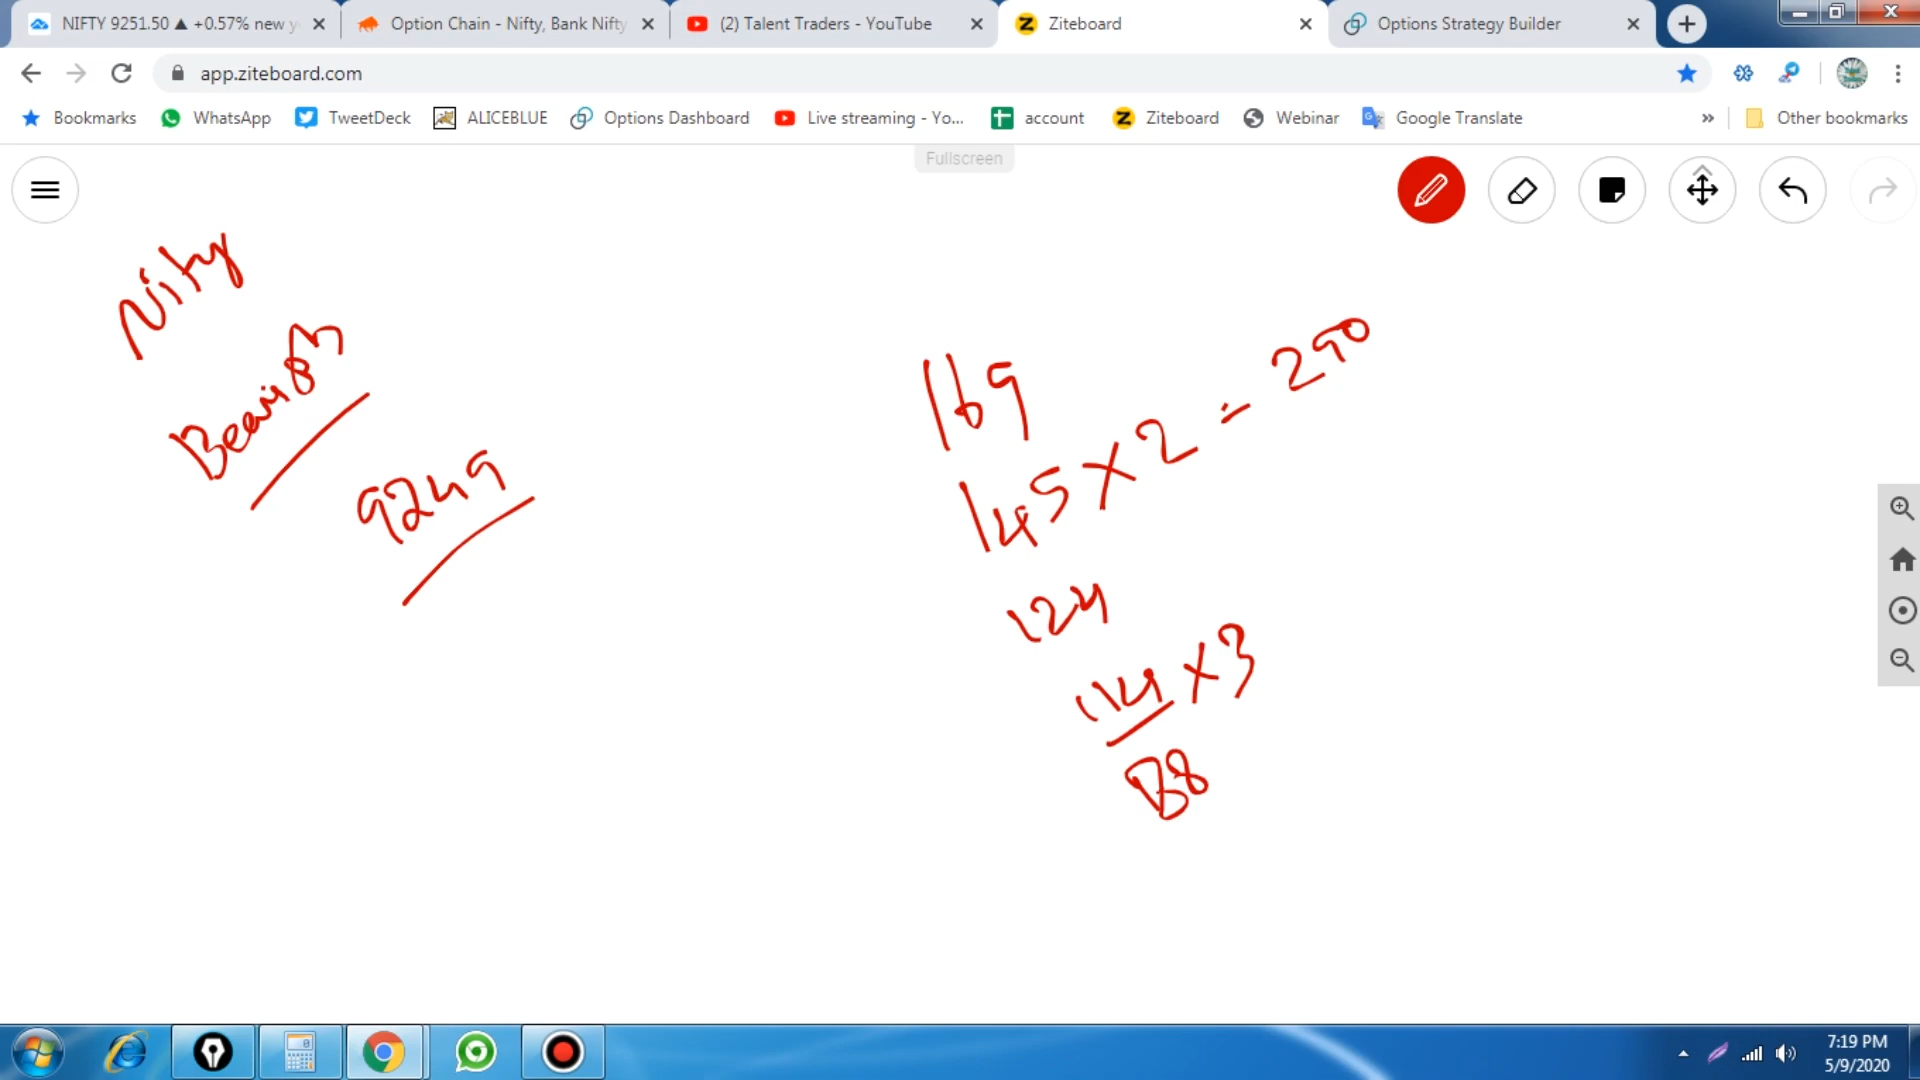 NIFTY 9251.50 ▲ +0.57% new y
Option Chain - Nifty, Bank Nifty
(2) Talent Traders - YouTube
Ziteboard
Options Strategy Builder
app.ziteboard.com
Bookmarks
WhatsApp
TweetDeck
ALICEBLUE
Options Dashboard
Live streaming - Yo...
account
Ziteboard
Webinar
Google Translate
»
Other bookmarks
Fullscreen
Nifty
Bearish
9249
169
145 × 2 = 290
124
114 × 3
7:19 PM
5/9/2020